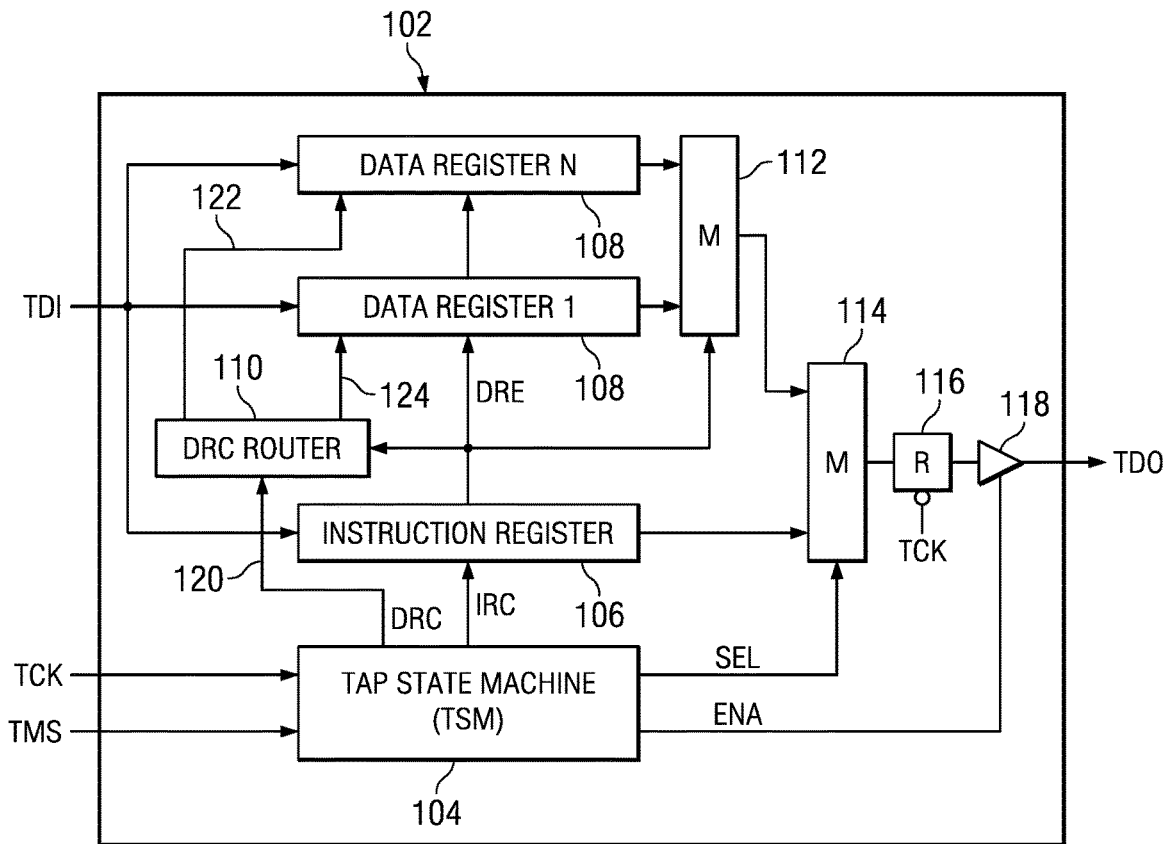 102
DATA REGISTER N
112
122
108
M
TDI
DATA REGISTER 1
114
110
124
DRE
108
116
118
DRC ROUTER
M
R
TDO
INSTRUCTION REGISTER
TCK
120
DRC
IRC
106
SEL
TCK
TAP STATE MACHINE
(TSM)
ENA
TMS
104